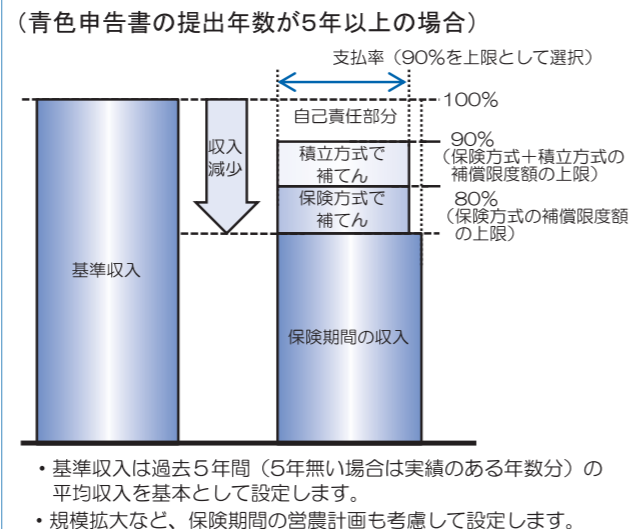 （青色申告書の提出年数が5年以上の場合）
支払率（90%を上限として選択）
100%
自己責任部分
収入
減少
90%
（保険方式＋積立方式の
補償限度額の上限）
積立方式で
補てん
80%
（保険方式の補償限度額
の上限）
保険方式で
補てん
基準収入
保険期間の収入
・基準収入は過去５年間（5年無い場合は実績のある年数分）の
平均収入を基本として設定します。
・規模拡大など、保険期間の営農計画も考慮して設定します。